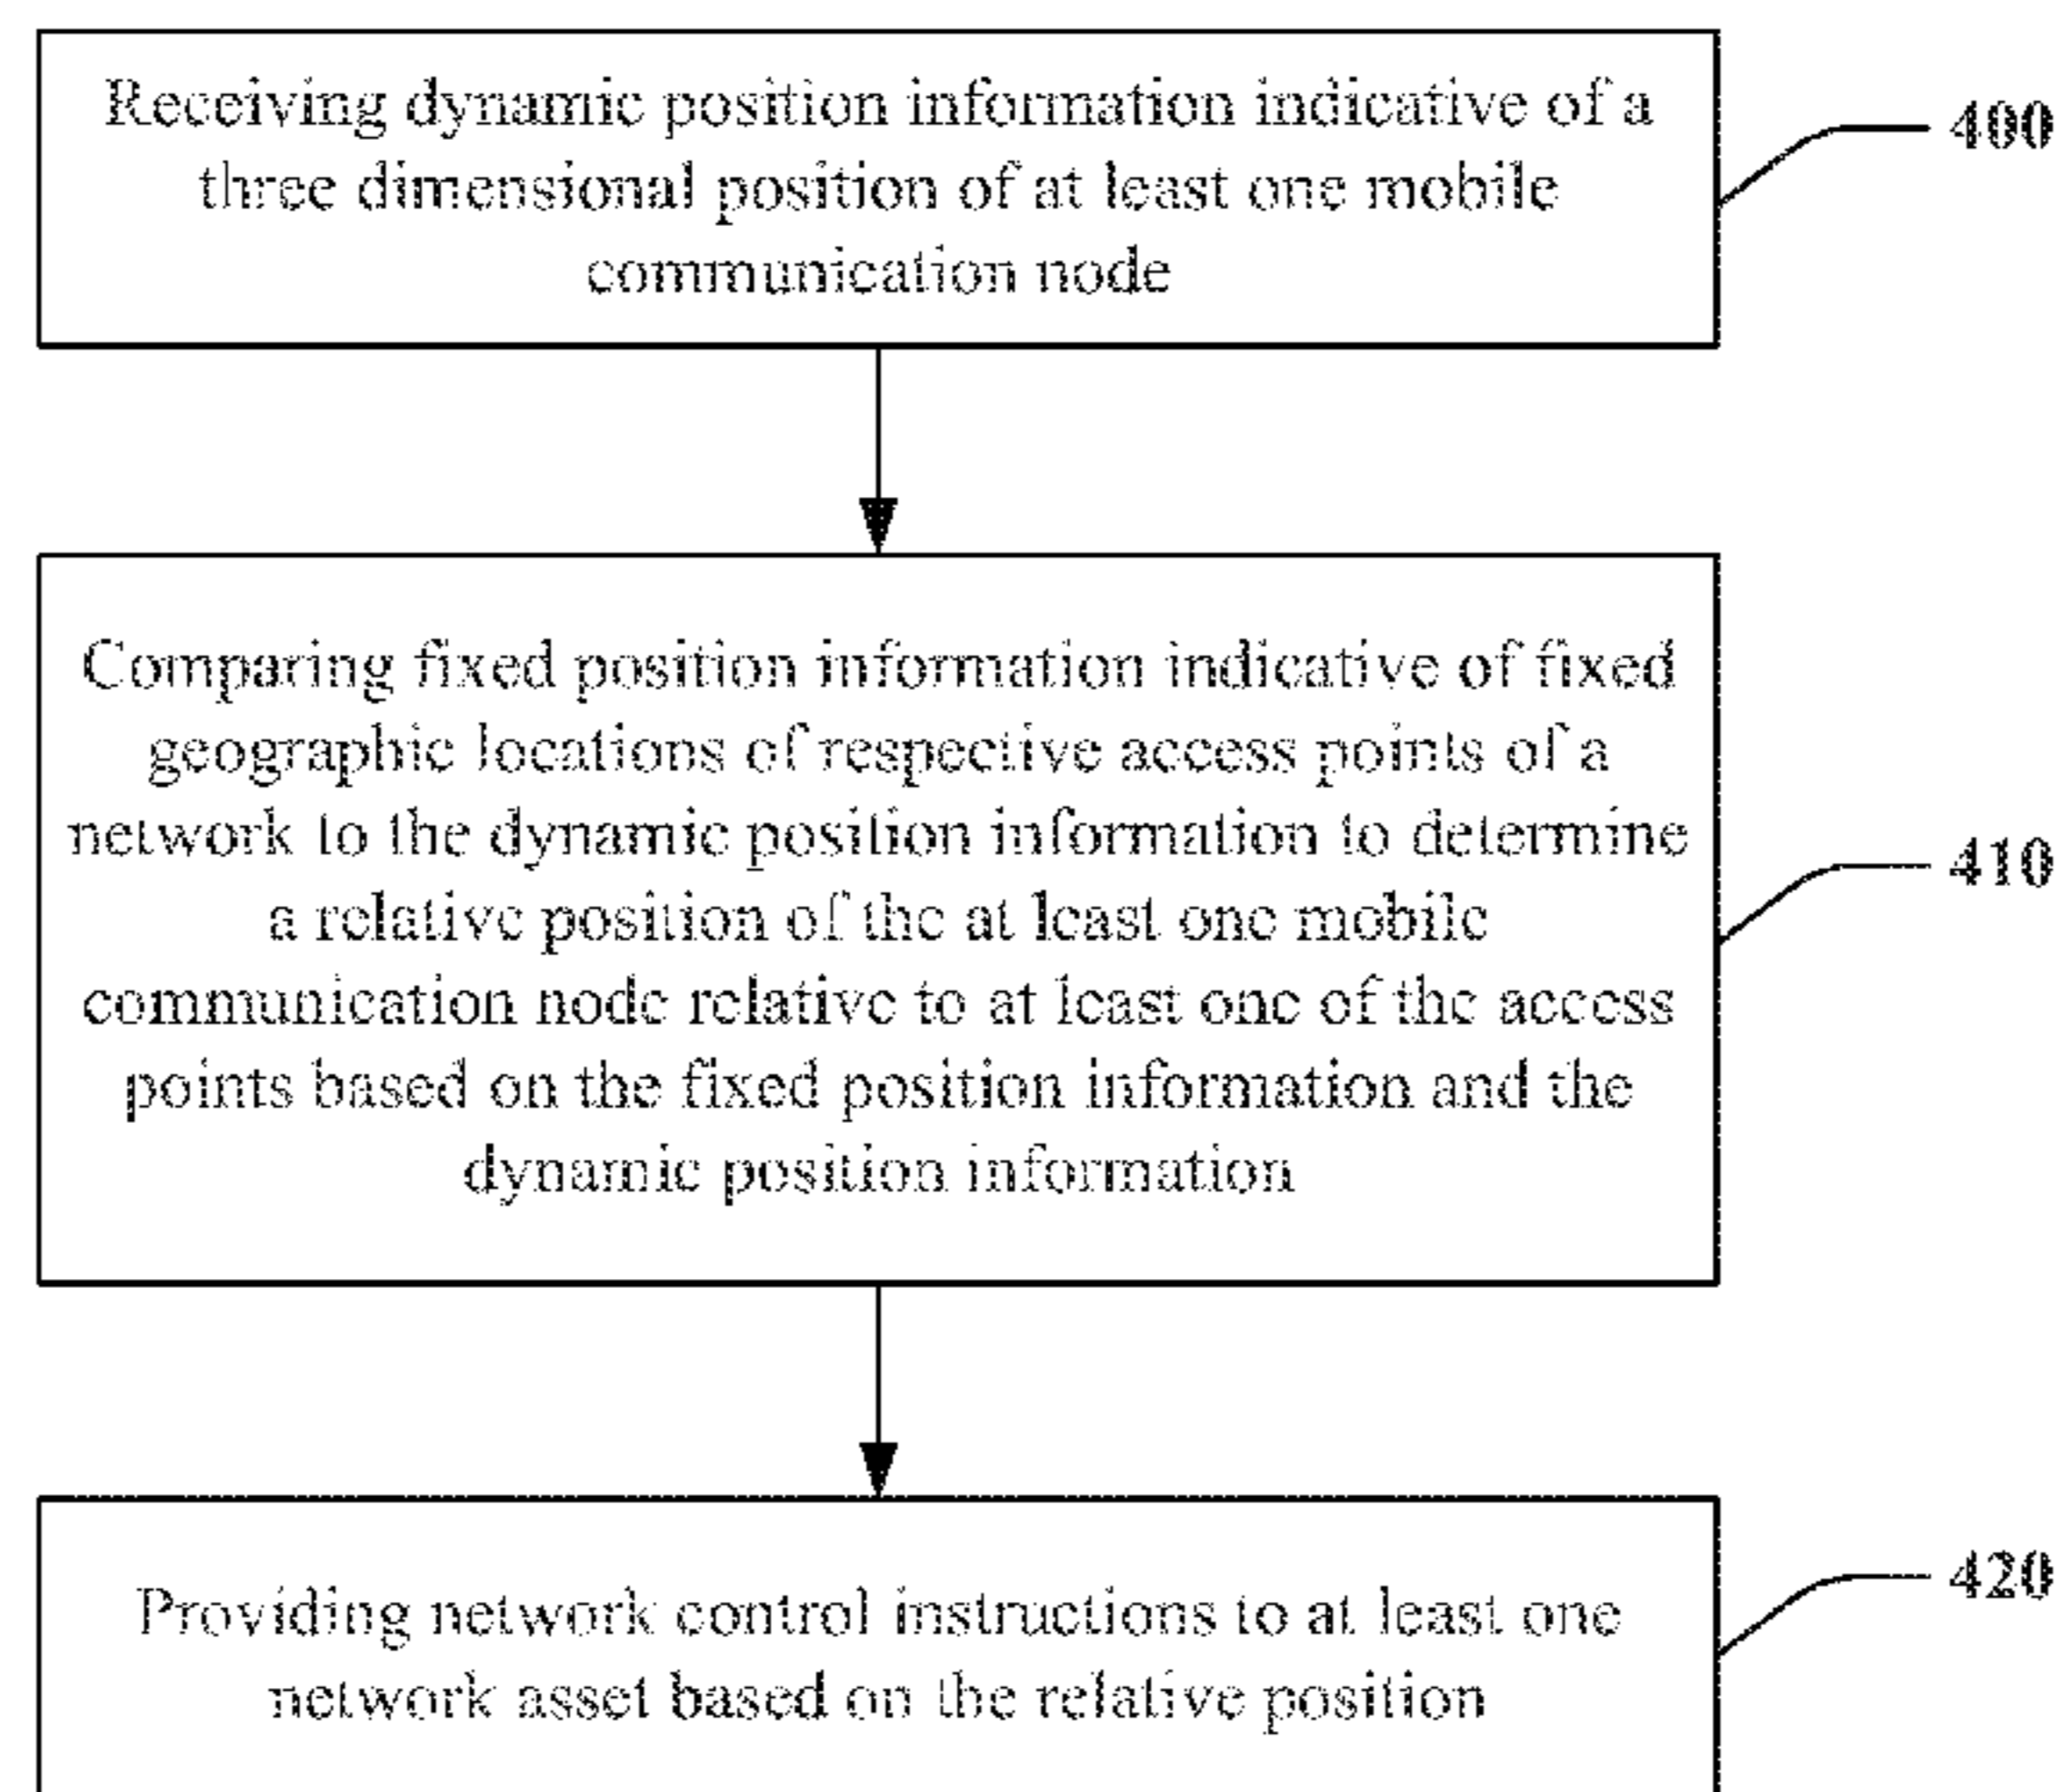 Receiving dynamic position information indicative of a
three dimensional position of at least one mobile
communication node
400
Comparing fixed position information indicative of fixed
geographic locations of respective access points of a
network to the dynamic position information to determine
a relative position of the at least one mobile
communication node relative to at least one of the access
points based on the fixed position information and the
dynamic position information
410
Providing network control instructions to at least one
network asset based on the relative position
420